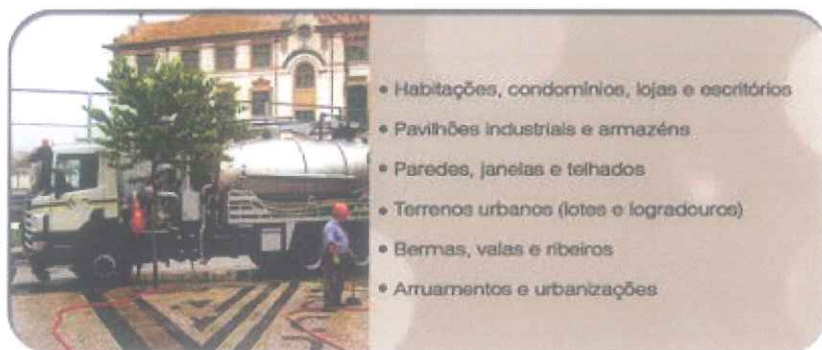 • Habitações, condomínios, lojas e escritórios
• Pavilhões industriais e armazéns
• Paredes, janelas e telhados
• Terrenos urbanos (lotes e logradouros)
• Bermas, valas e ribeiros
• Arruamentos e urbanizações